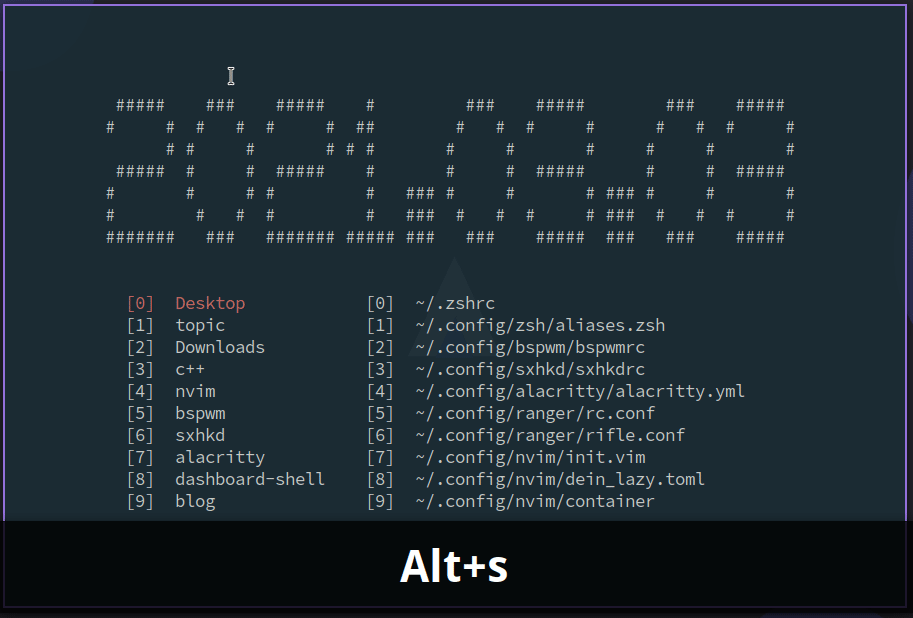 2021.03.03
[0] Desktop [0] ~/.zshrc
[1] topic [1] ~/.config/zsh/aliases.zsh
[2] Downloads [2] ~/.config/bspwm/bspwmrc
[3] c++ [3] ~/.config/sxhkd/sxhkdrc
[4] nvim [4] ~/.config/alacritty/alacritty.yml
[5] bspwm [5] ~/.config/ranger/rc.conf
[6] sxhkd [6] ~/.config/ranger/rifle.conf
[7] alacritty [7] ~/.config/nvim/init.vim
[8] dashboard-shell [8] ~/.config/nvim/dein_lazy.toml
[9] blog [9] ~/.config/nvim/container
Alt+s